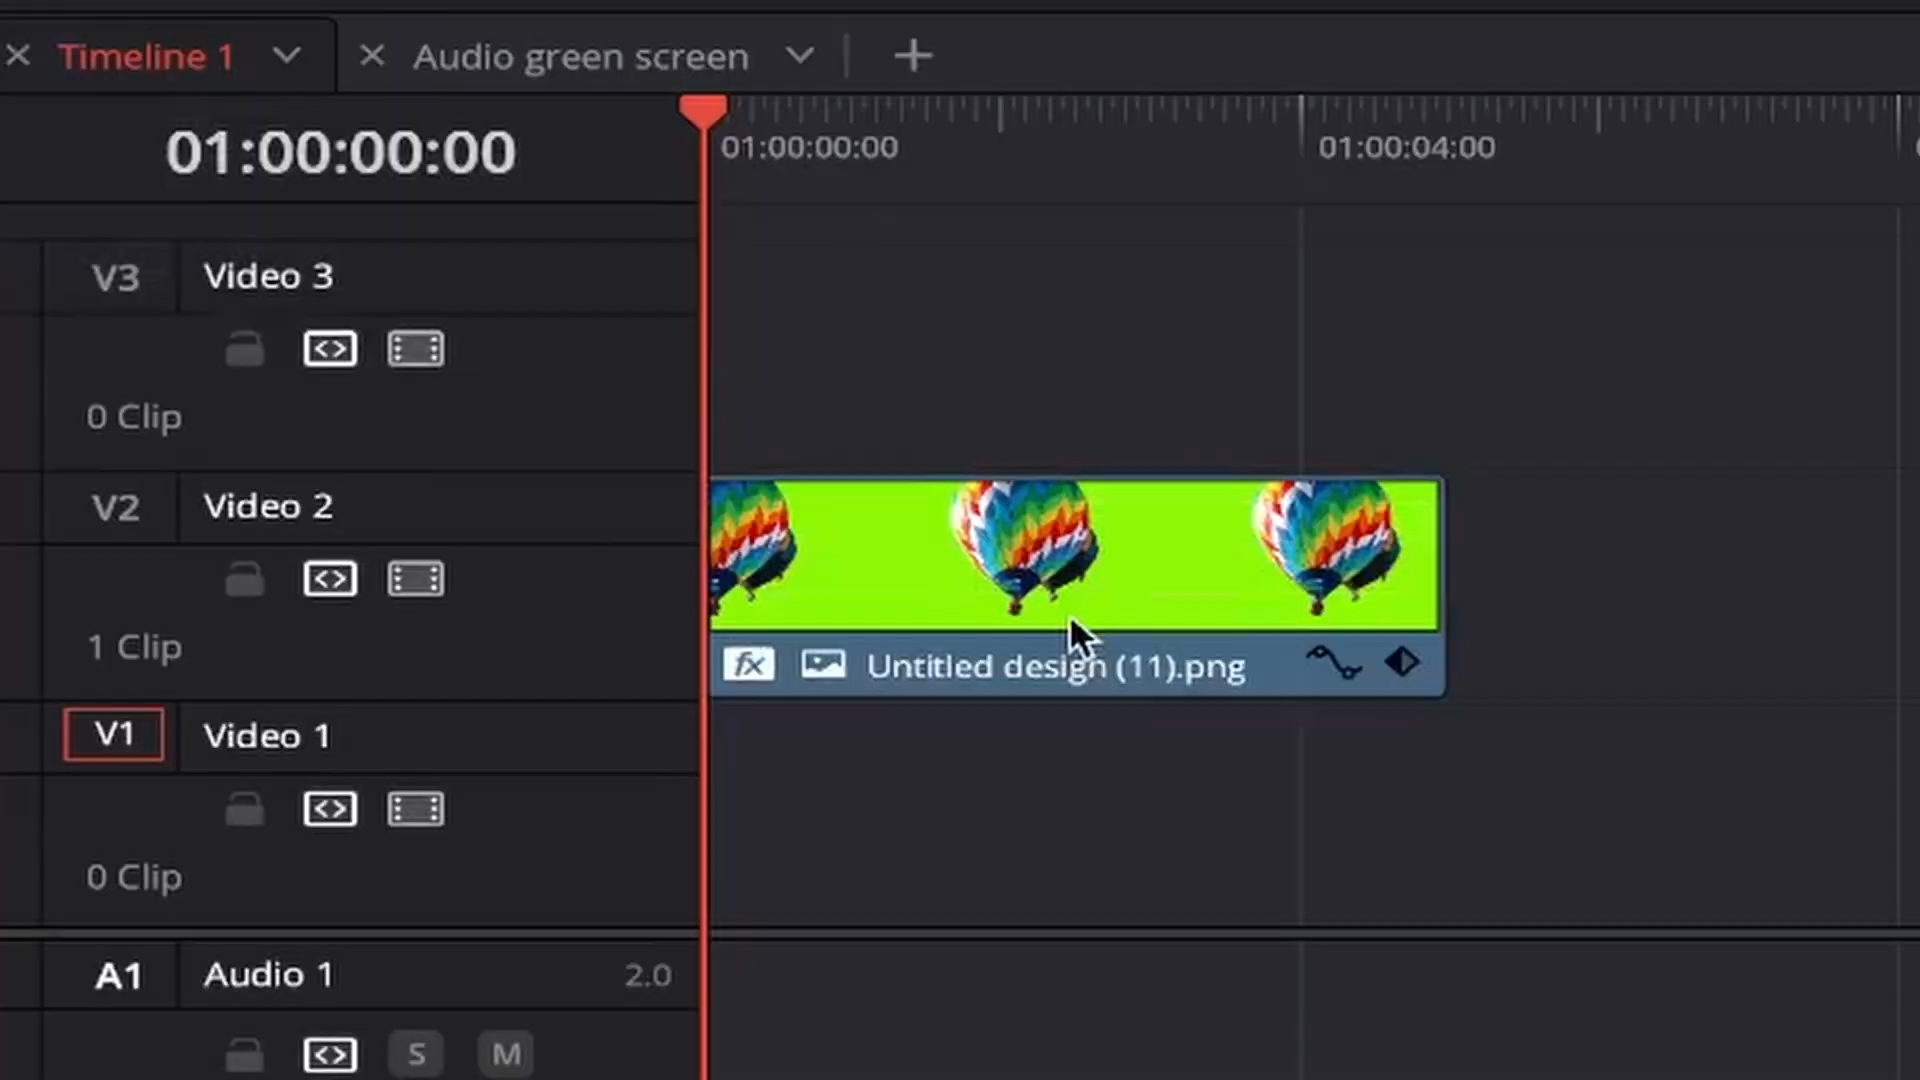 Timeline 1
Audio green screen
01:00:00:00
01:00:00:00
01:00:04:00
V3 Video 3
0 Clip
V2 Video 2
1 Clip
fx Untitled design (11).png
V1 Video 1
0 Clip
A1 Audio 1 2.0
S M